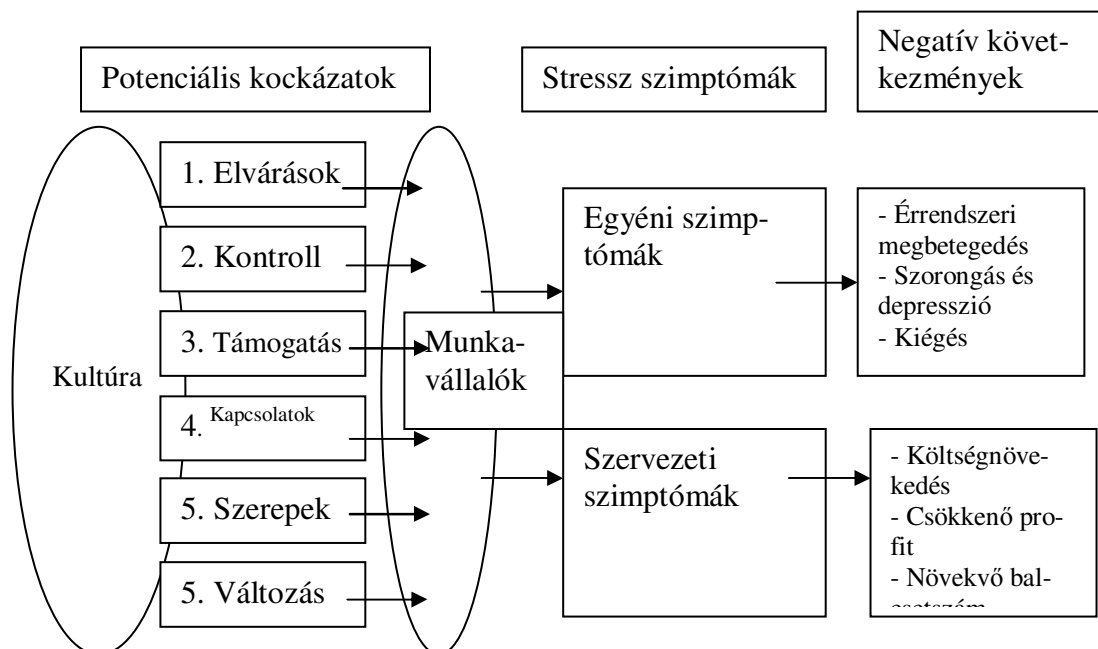 Potenciális kockázatok
Stressz szimptómák
Negatív követ-
kezmények
Kultúra
1. Elvárások
2. Kontroll
3. Támogatás
4. Kapcsolatok
5. Szerepek
5. Változás
Munka-
vállalók
Egyéni szimp-
tómák
- Érrendszeri
megbetegedés
- Szorongás és
depresszió
- Kiégés
Szervezeti
szimptómák
- Költségnöve-
kedés
- Csökkenő pro-
fit
- Növekvő bal-
esetszám